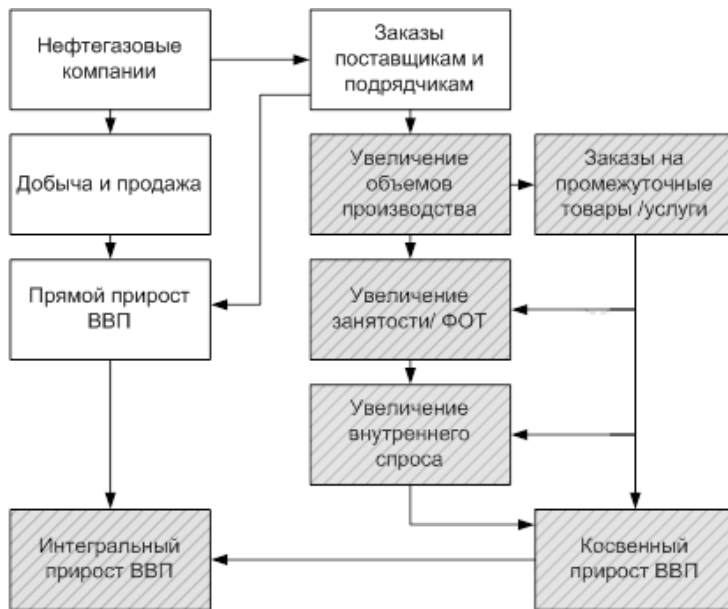 Нефтегазовые
компании
Заказы
поставщикам и
подрядчикам
Добыча и продажа
Увеличение
объемов
производства
Заказы на
промежуточные
товары /услуги
Прямой прирост
ВВП
Увеличение
занятости/ ФОТ
Увеличение
внутреннего
спроса
Интегральный
прирост ВВП
Косвенный
прирост ВВП